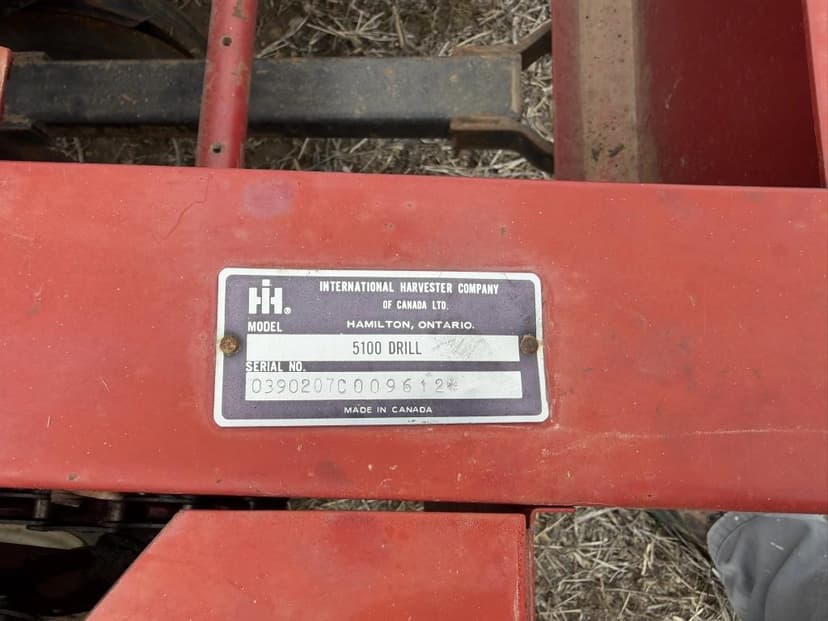 INTERNATIONAL HARVESTER COMPANY
OF CANADA LTD.
IH®
HAMILTON, ONTARIO.
MODEL
5100 DRILL
SERIAL NO.
0390207C009612*
MADE IN CANADA